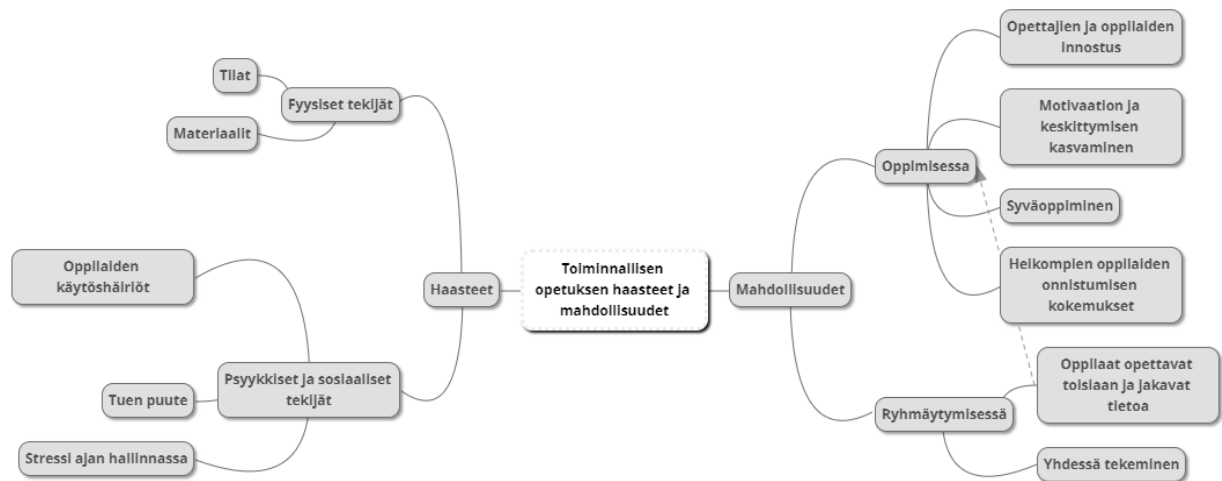 Toiminnallisen
opetuksen haasteet ja
mahdollisuudet
Haasteet
Fyysiset tekijät
Tilat
Materiaalit
Psyykkiset ja sosiaaliset
tekijät
Oppilaiden
käytöshäiriöt
Tuen puute
Stressi ajan hallinnassa
Mahdollisuudet
Oppimisessa
Opettajien ja oppilaiden
innostus
Motivaation ja
keskittymisen
kasvaminen
Syväoppiminen
Heikompien oppilaiden
onnistumisen
kokemukset
Ryhmäytymisessä
Oppilaat opettavat
toisiaan ja jakavat
tietoa
Yhdessä tekeminen